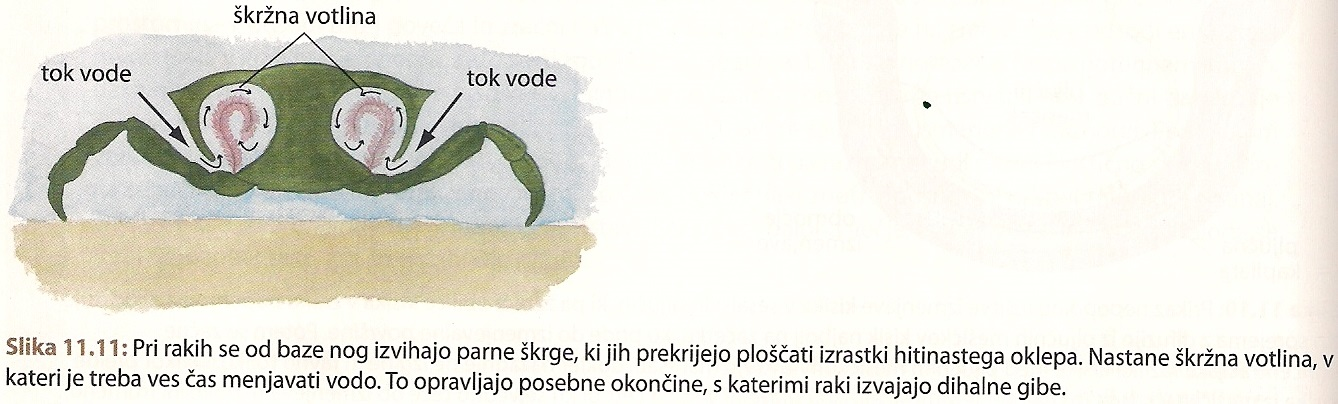 škržna votlina
tok vode
tok vode
Slika 11.11: Pri rakih se od baze nog izvihajo parne škrge, ki jih prekrijejo ploščati izrastki hitinastega oklepa. Nastane škržna votlina, v
kateri je treba ves čas menjavati vodo. To opravljajo posebne okončine, s katerimi raki izvajajo dihalne gibe.